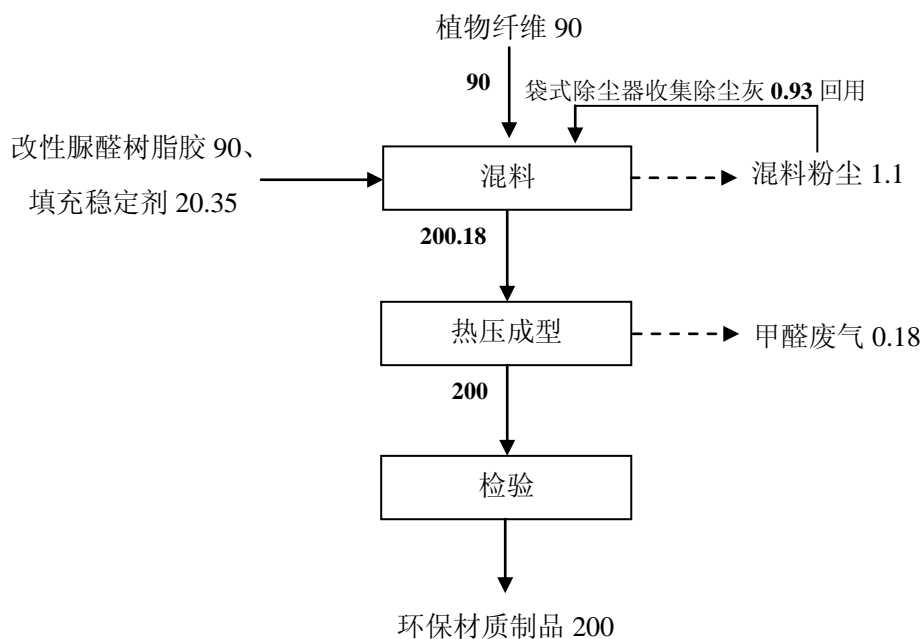 植物纤维 90
90
袋式除尘器收集除尘灰 0.93 回用
改性脲醛树脂胶 90、
填充稳定剂 20.35
混料
混料粉尘 1.1
200.18
热压成型
甲醛废气 0.18
200
检验
环保材质制品 200